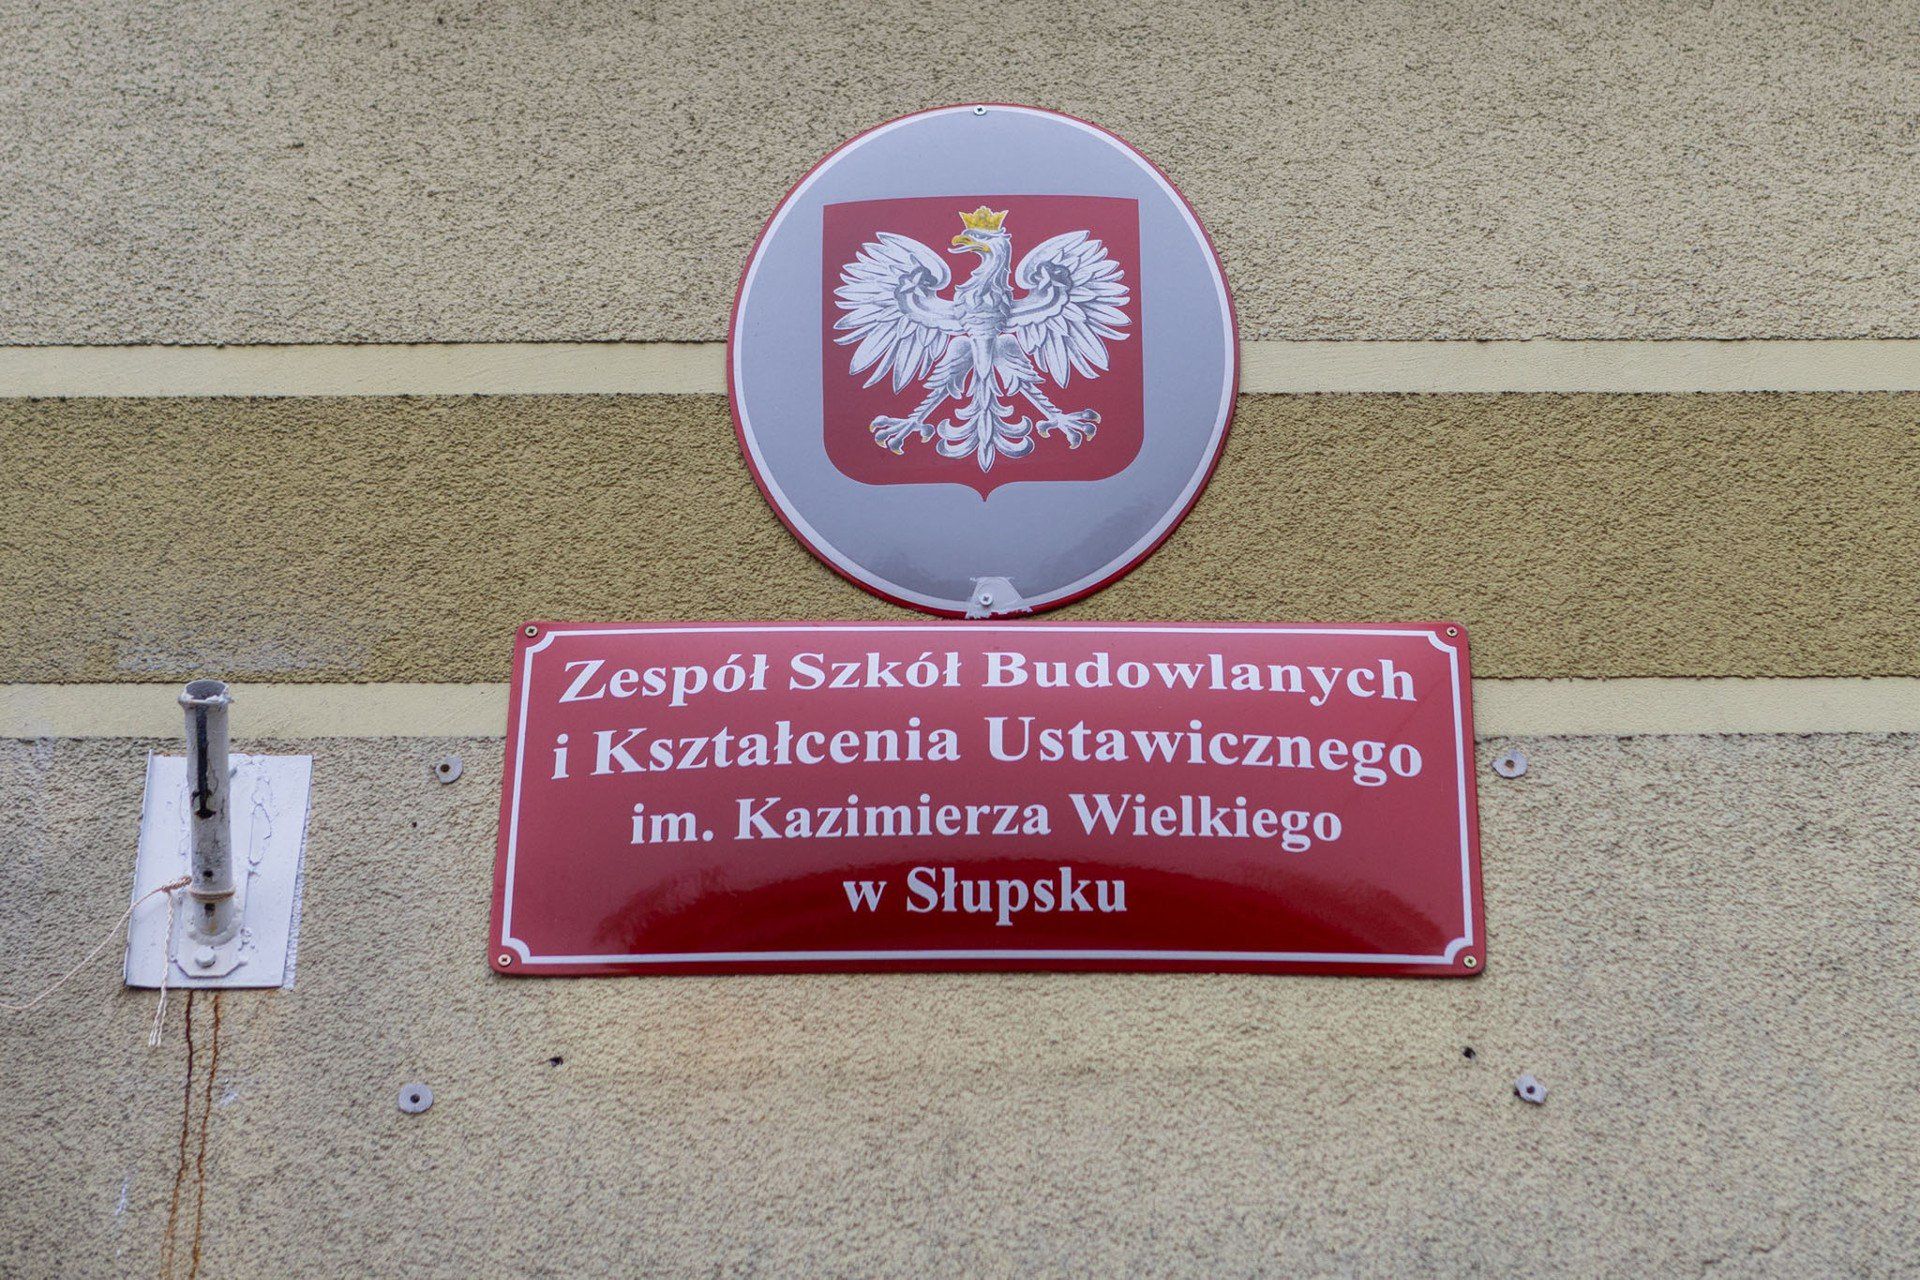 Zespół Szkół Budowlanych
i Kształcenia Ustawicznego
im. Kazimierza Wielkiego
w Słupsku